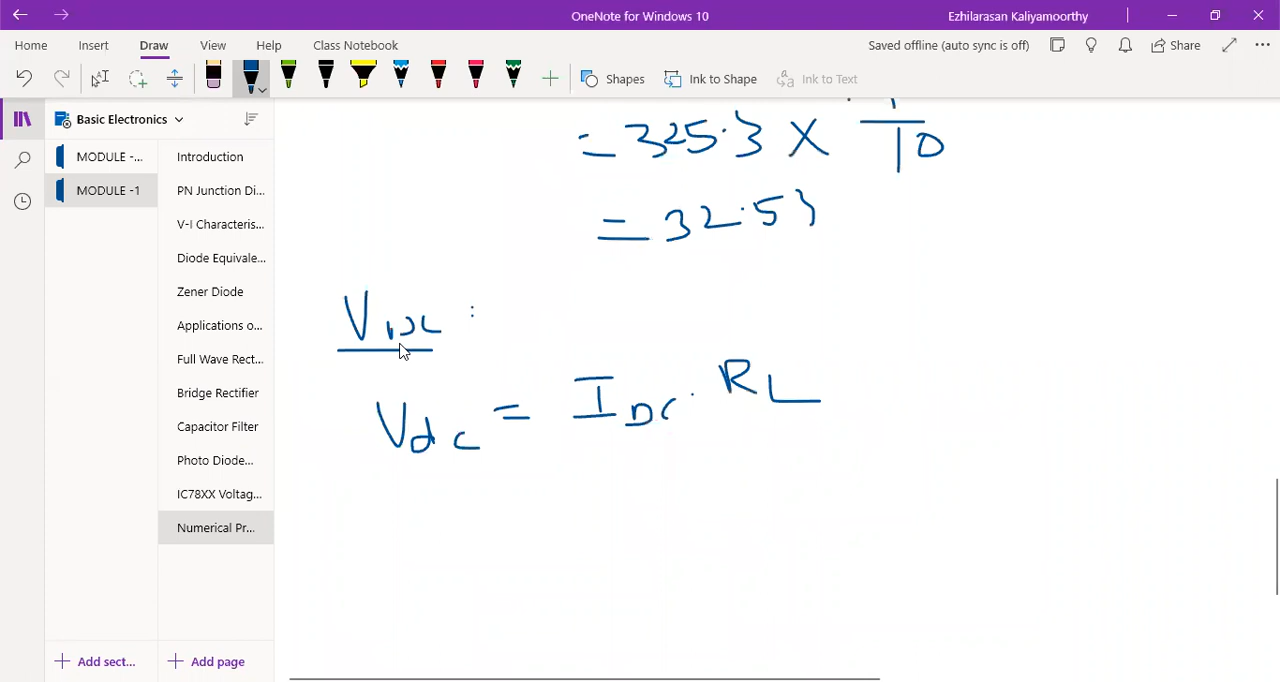 OneNote for Windows 10
Ezhilarasan Kaliyamoorthy
Home Insert Draw View Help Class Notebook
Saved offline (auto sync is off)
Share
Shapes
Ink to Shape
Ink to Text
Basic Electronics
MODULE -...
MODULE -1
Introduction
PN Junction Di...
V-I Characteris...
Diode Equivale...
Zener Diode
Applications o...
Full Wave Rect...
Bridge Rectifier
Capacitor Filter
Photo Diode...
IC78XX Voltag...
Numerical Pr...
Add sect...
Add page
= 325.3 X 1/10
= 32.53
VDC :
Vdc = IDC . RL